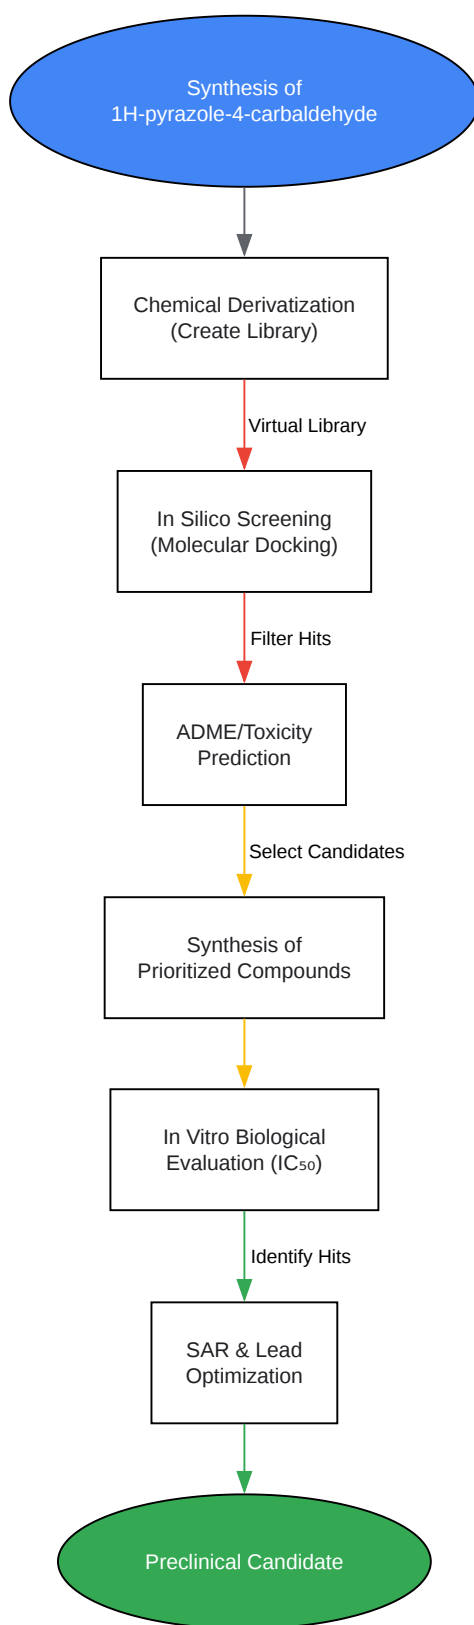 Synthesis of
1H-pyrazole-4-carbaldehyde
Chemical Derivatization
(Create Library)
Virtual Library
In Silico Screening
(Molecular Docking)
Filter Hits
ADME/Toxicity
Prediction
Select Candidates
Synthesis of
Prioritized Compounds
In Vitro Biological
Evaluation (IC₅₀)
Identify Hits
SAR & Lead
Optimization
Preclinical Candidate